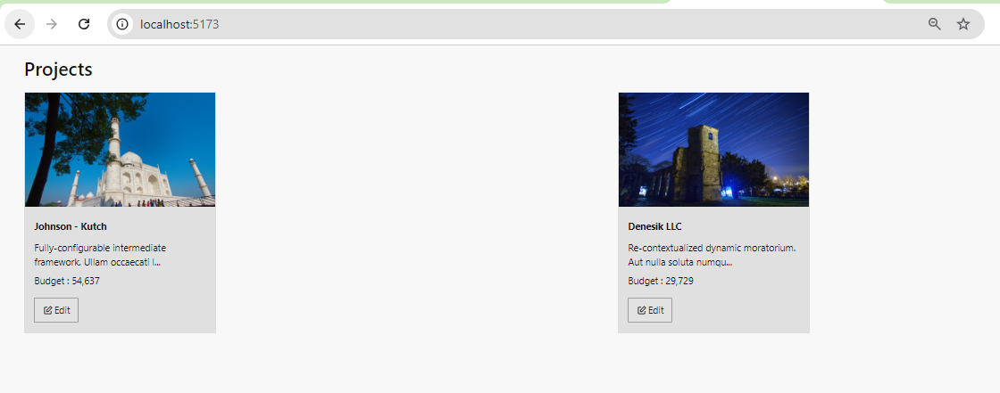 localhost:5173
Projects
Johnson - Kutch
Fully-configurable intermediate
framework. Ullam occaecati l...
Budget : 54,637
Edit
Denesik LLC
Re-contextualized dynamic moratorium.
Aut nulla soluta numqu...
Budget : 29,729
Edit